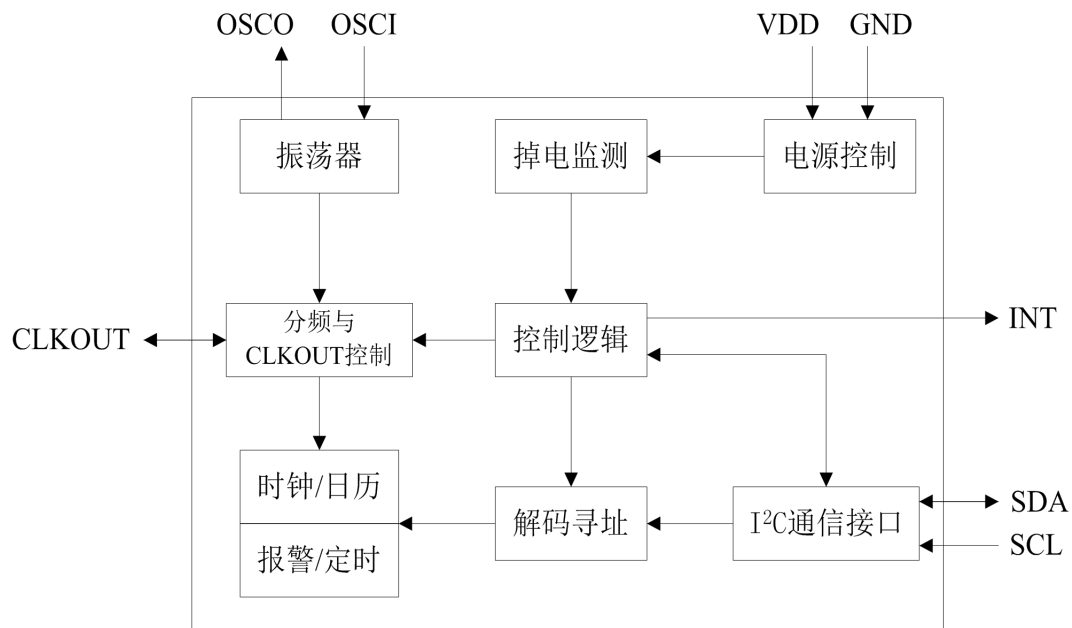 OSCO OSCI VDD GND
振荡器 掉电监测 电源控制
分频与
CLKOUT控制
CLKOUT 控制逻辑 INT
时钟/日历
解码寻址 I²C通信接口 SDA
报警/定时 SCL